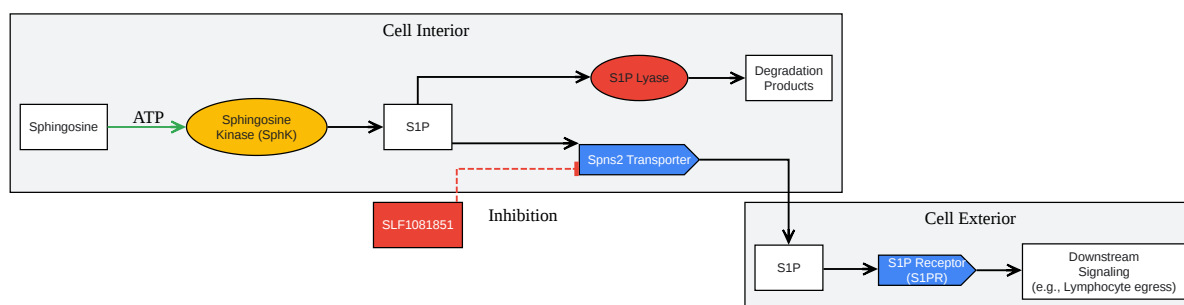 Cell Interior
S1P Lyase
Degradation
Products
Sphingosine
ATP
Sphingosine
Kinase (SphK)
S1P
Spns2 Transporter
SLF1081851
Inhibition
Cell Exterior
S1P
S1P Receptor
(S1PR)
Downstream
Signaling
(e.g., Lymphocyte egress)